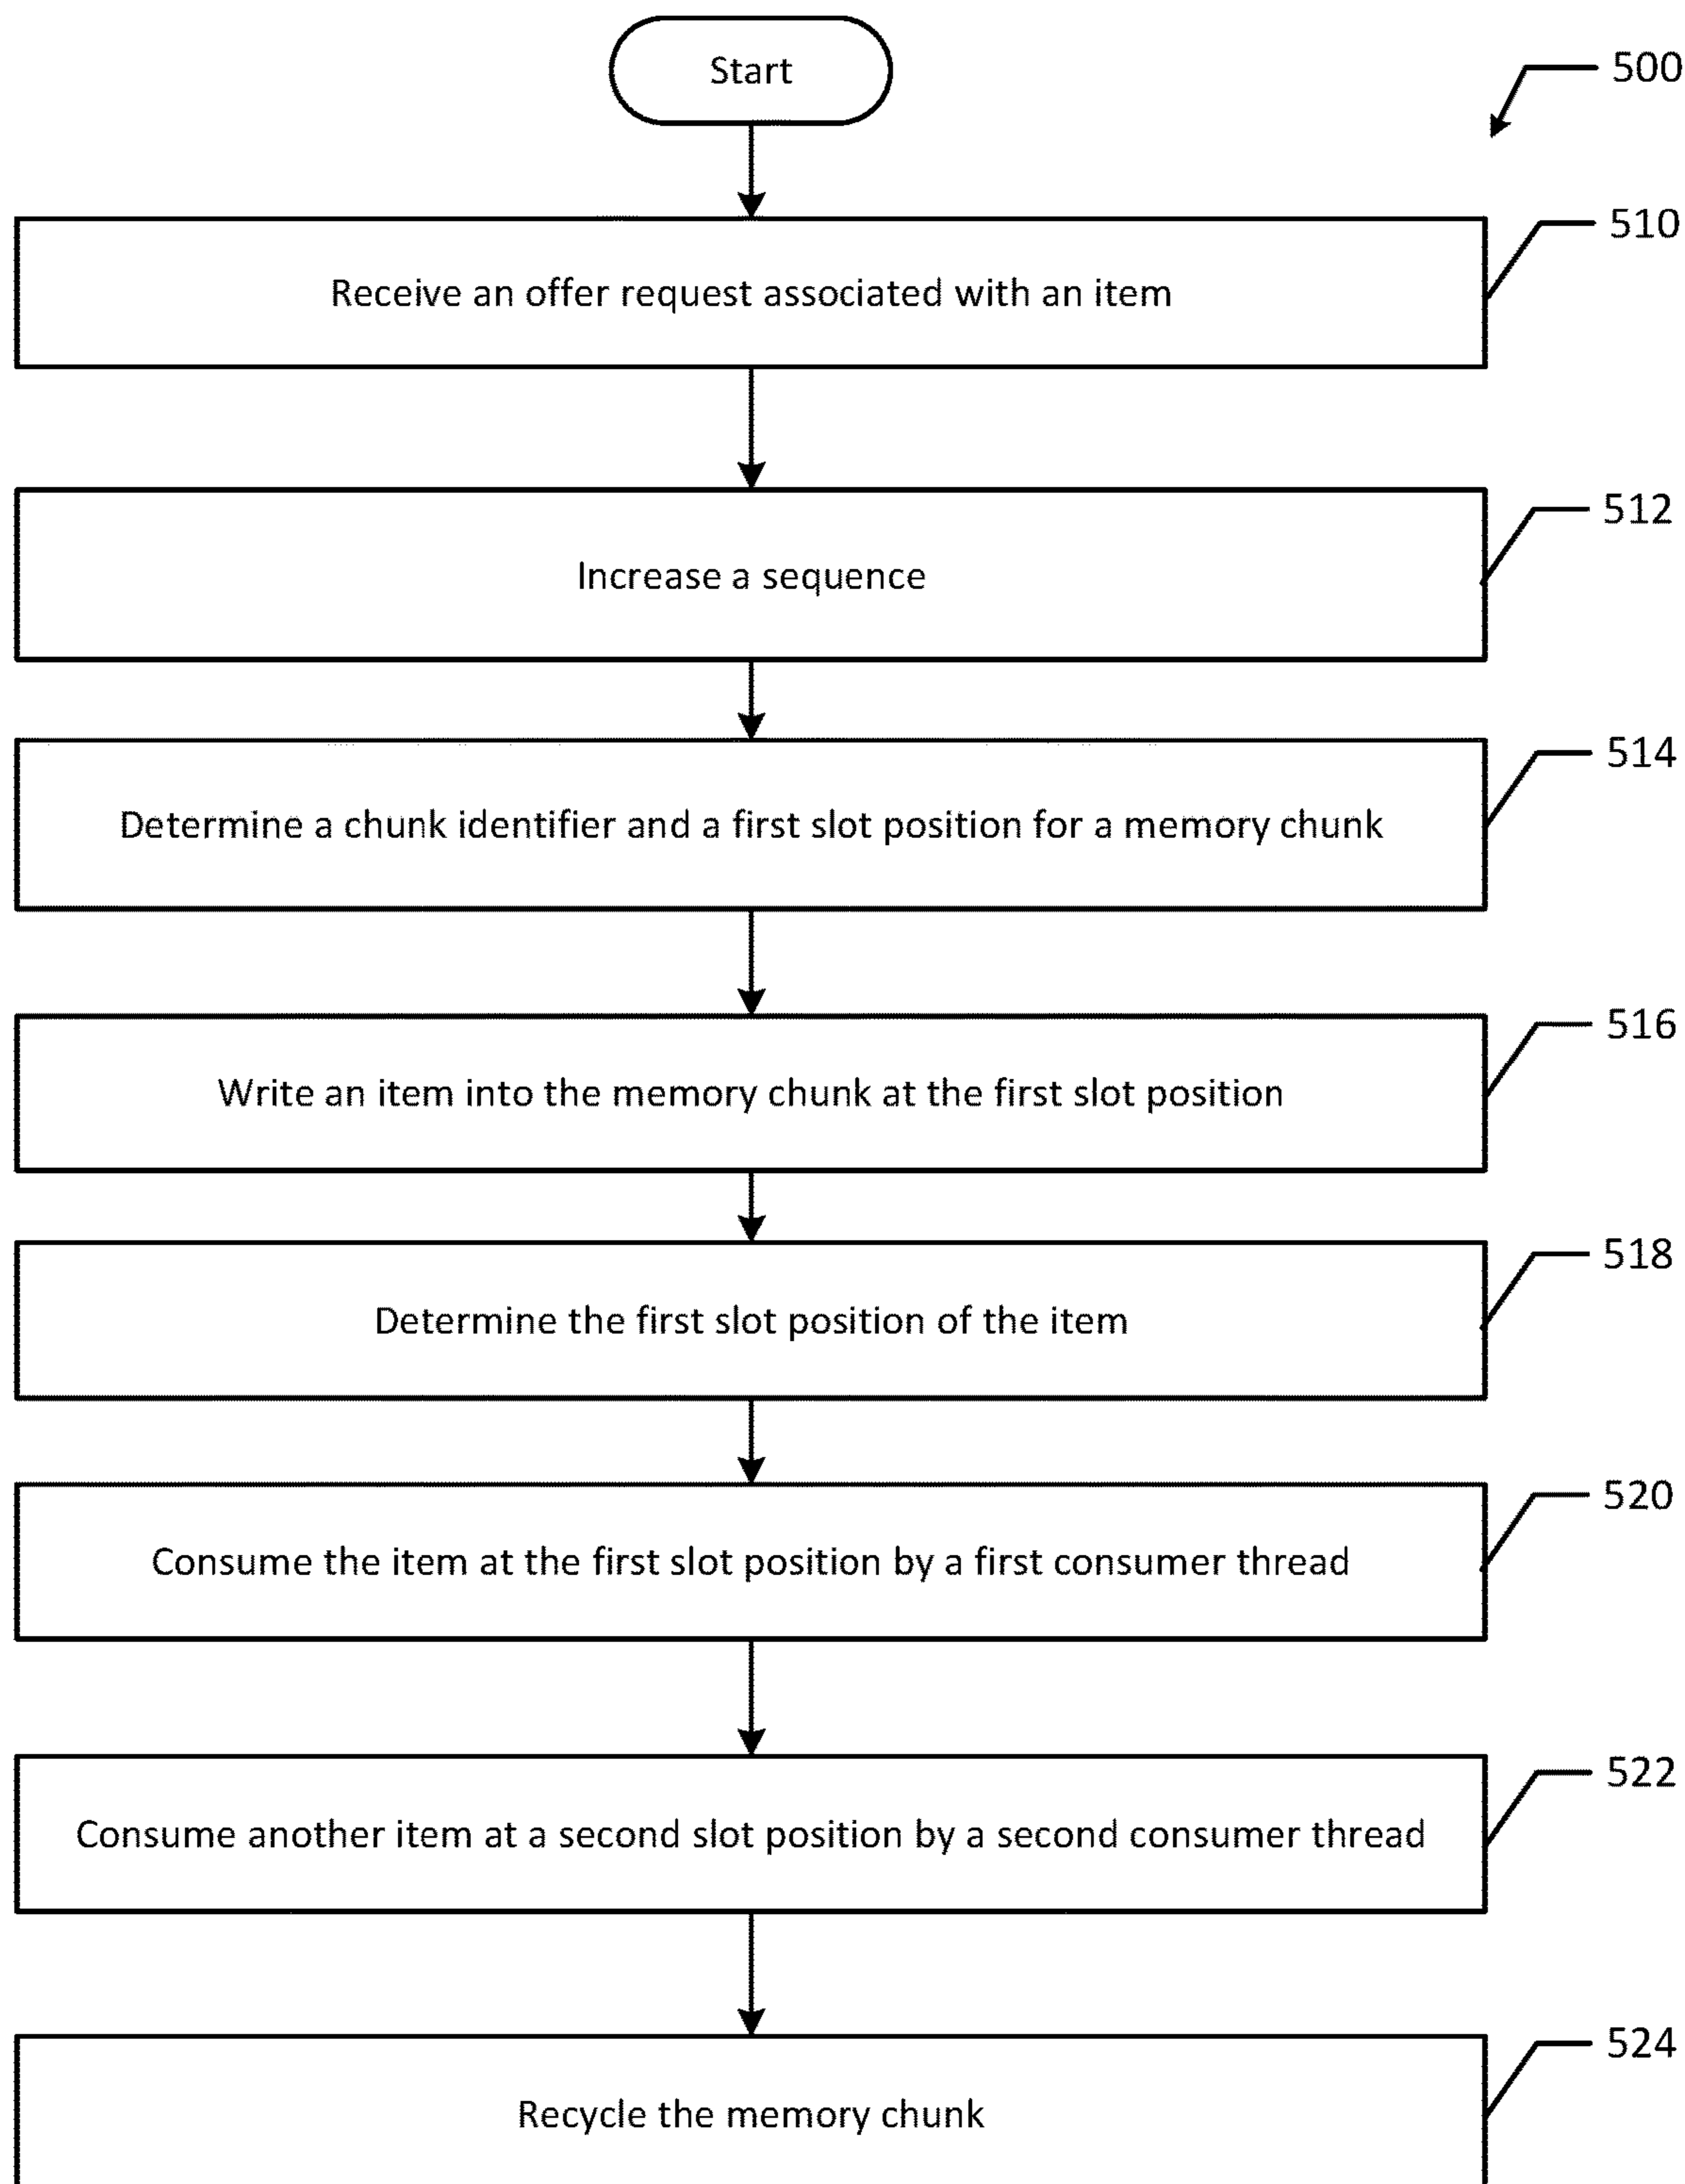 Start
500
Receive an offer request associated with an item
510
Increase a sequence
512
Determine a chunk identifier and a first slot position for a memory chunk
514
Write an item into the memory chunk at the first slot position
516
Determine the first slot position of the item
518
Consume the item at the first slot position by a first consumer thread
520
Consume another item at a second slot position by a second consumer thread
522
Recycle the memory chunk
524